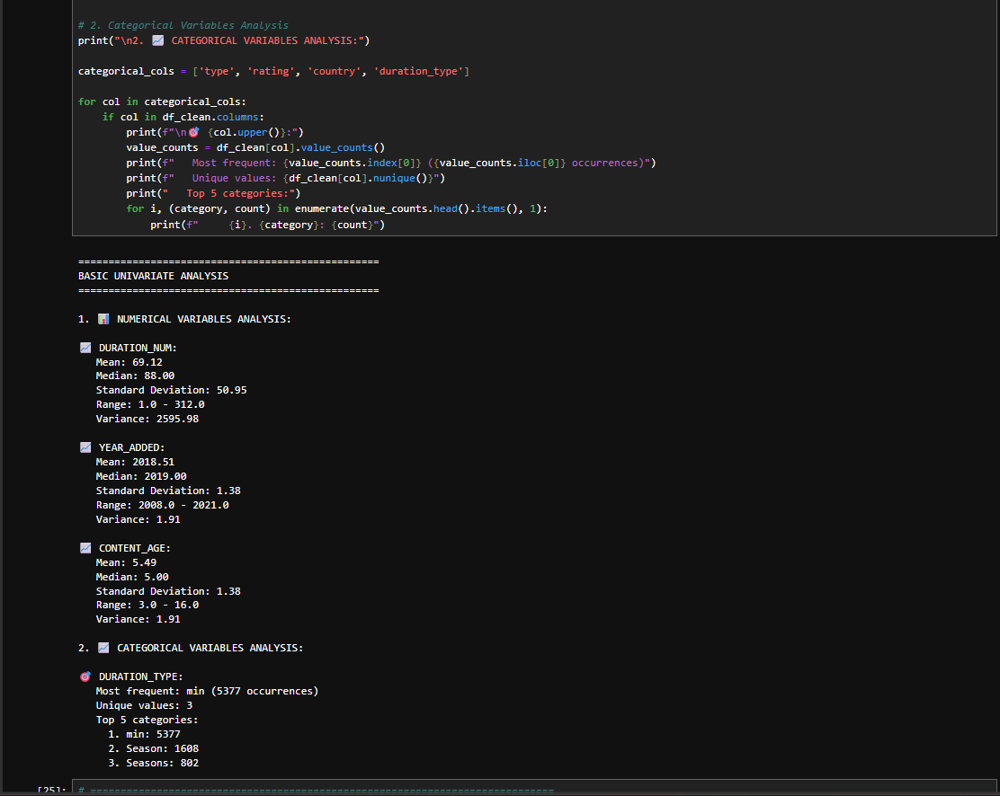 # 2. Categorical Variables Analysis
print("\n2. 📈 CATEGORICAL VARIABLES ANALYSIS:")
categorical_cols = ['type', 'rating', 'country', 'duration_type']
for col in categorical_cols:
    if col in df_clean.columns:
        print(f"\n🎯 {col.upper()}:")
        value_counts = df_clean[col].value_counts()
        print(f"   Most frequent: {value_counts.index[0]} ({value_counts.iloc[0]} occurrences)")
        print(f"   Unique values: {df_clean[col].nunique()}")
        print("   Top 5 categories:")
        for i, (category, count) in enumerate(value_counts.head().items(), 1):
            print(f"     {i}. {category}: {count}")
==================================================
BASIC UNIVARIATE ANALYSIS
==================================================
1. 📊 NUMERICAL VARIABLES ANALYSIS:
📈 DURATION_NUM:
   Mean: 69.12
   Median: 88.00
   Standard Deviation: 50.95
   Range: 1.0 - 312.0
   Variance: 2595.98
📈 YEAR_ADDED:
   Mean: 2018.51
   Median: 2019.00
   Standard Deviation: 1.38
   Range: 2008.0 - 2021.0
   Variance: 1.91
📈 CONTENT_AGE:
   Mean: 5.49
   Median: 5.00
   Standard Deviation: 1.38
   Range: 3.0 - 16.0
   Variance: 1.91
2. 📈 CATEGORICAL VARIABLES ANALYSIS:
🎯 DURATION_TYPE:
   Most frequent: min (5377 occurrences)
   Unique values: 3
   Top 5 categories:
     1. min: 5377
     2. Season: 1608
     3. Seasons: 802
[25]: # =============================================================================